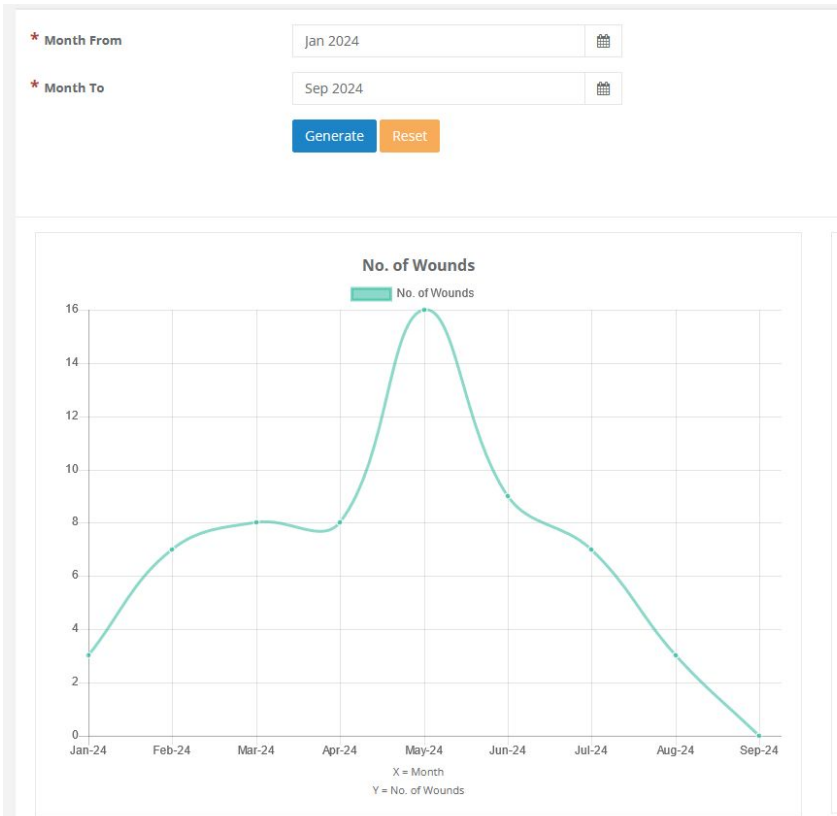 * Month From
Jan 2024
* Month To
Sep 2024
Generate Reset
No. of Wounds
No. of Wounds
16
14
12
10
8
6
4
2
0
Jan-24 Feb-24 Mar-24 Apr-24 May-24 Jun-24 Jul-24 Aug-24 Sep-24
X = Month
Y = No. of Wounds